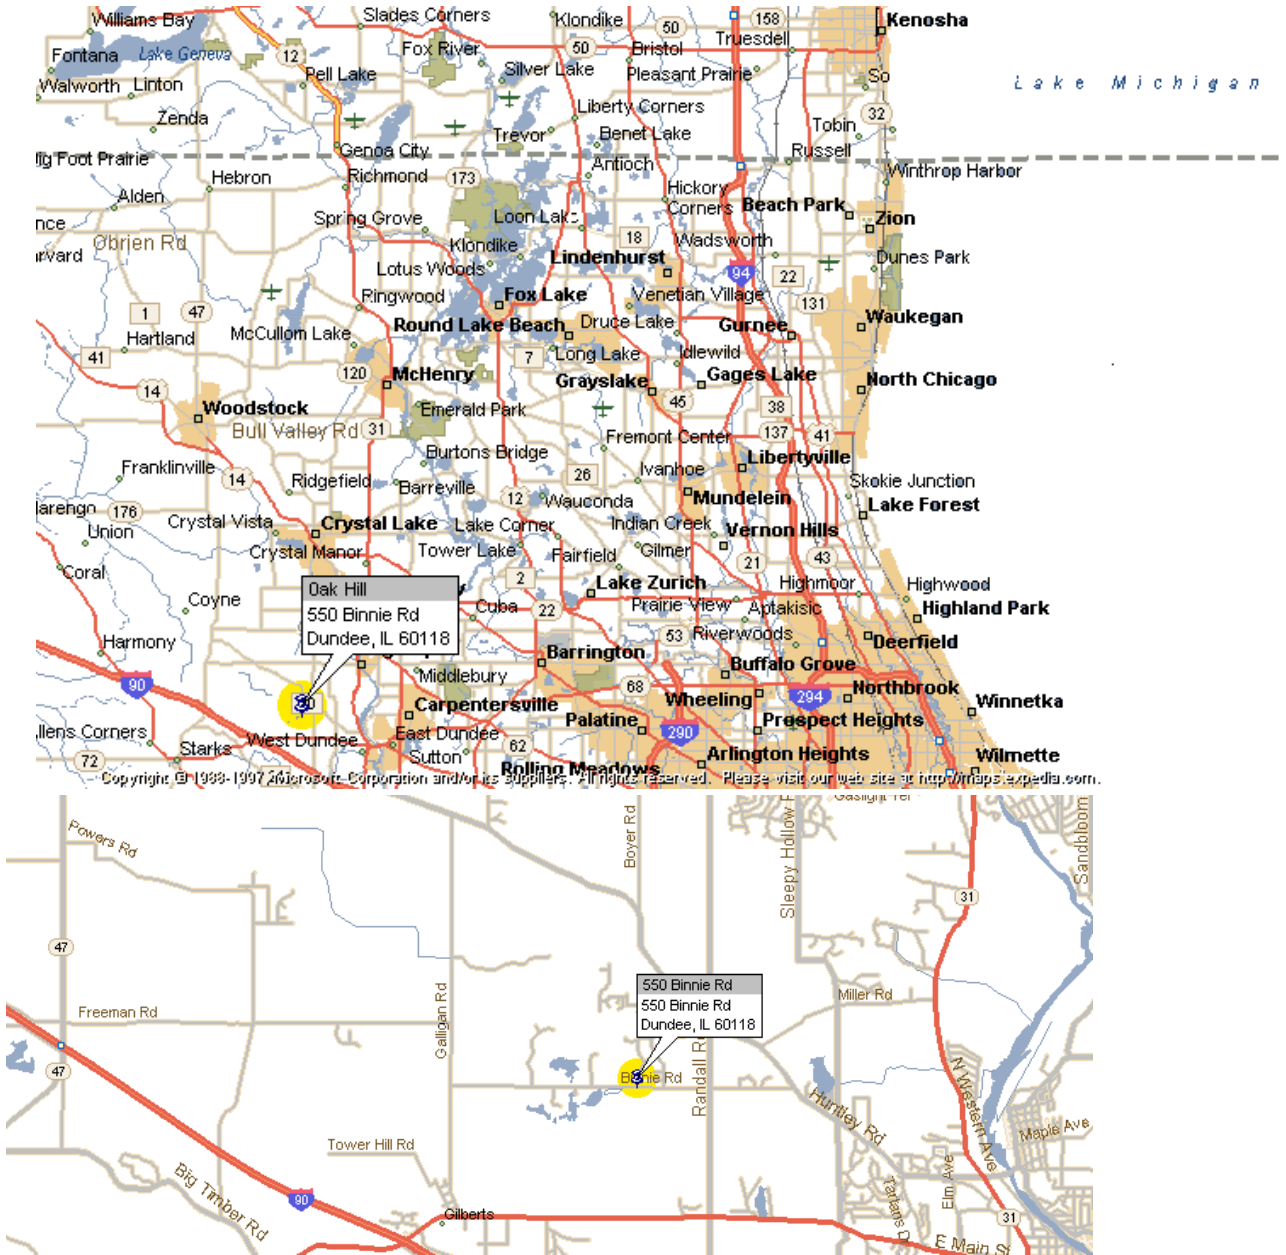 Williams Bay
Slades Corners
Klondike
50
158
Kenosha
Fontana
Lake Geneva
12
Fox River
50
Bristol
Truesdell
Walworth
Linton
Pell Lake
Silver Lake
Pleasant Prairie
So
Lake Michigan
Zenda
Liberty Corners
32
Trevor
Benet Lake
Tobin
Genoa City
Russell
Big Foot Prairie
Antioch
Hebron
Richmond
173
Hickory
Corners
Winthrop Harbor
Alden
Beach Park
Zion
nce
Spring Grove
Loon Lake
18
Obrien Rd
Klondike
Wadsworth
arvard
Lotus Woods
Lindenhurst
94
22
Dunes Park
Ringwood
Fox Lake
Venetian Village
131
1
47
McCullom Lake
Round Lake Beach
Druce Lake
Gurnee
Waukegan
Hartland
41
7
Long Lake
Idlewild
14
120
McHenry
Grayslake
Gages Lake
North Chicago
Woodstock
Emerald Park
45
38
Bull Valley Rd
31
Fremont Center
137
41
Franklinville
Burtons Bridge
Libertyville
14
Ridgefield
Barreville
26
Ivanhoe
Skokie Junction
12
Wauconda
Mundelein
Lake Forest
larengo
176
Crystal Vista
Crystal Lake
Lake Corner
Indian Creek
Vernon Hills
Union
Crystal Manor
Tower Lake
Fairfield
Gilmer
43
Coral
21
2
Lake Zurich
Highmoor
Highwood
Oak Hill
550 Binnie Rd
Dundee, IL 60118
y
Coyne
Cuba
22
Prairie View
Aptakisic
Highland Park
Harmony
53
Riverwoods
Deerfield
Barrington
Buffalo Grove
90
Middlebury
68
Wheeling
294
Northbrook
Winnetka
Carpentersville
Palatine
290
Prospect Heights
llens Corners
West Dundee
East Dundee
Starks
62
Arlington Heights
Wilmette
72
Sutton
Rolling Meadows
Copyright © 1988-1997 Microsoft Corporation and/or its suppliers. All rights reserved. Please visit our web site at http://maps.expedia.com.
Gaslight Ter
Powers Rd
Boyer Rd
Sleepy Hollow R
Sandbloom
31
47
550 Binnie Rd
550 Binnie Rd
Dundee, IL 60118
Miller Rd
Freeman Rd
Galligan Rd
47
Binnie Rd
Randall Rd
N Western Ave
Huntley Rd
Maple Ave
Tower Hill Rd
Big Timber Rd
Elm Ave
Tartans Dr
90
Gilberts
31
E Main St